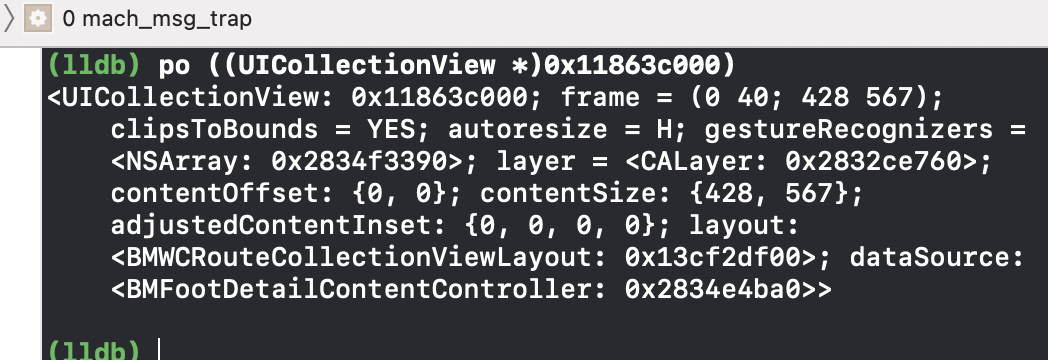 0 mach_msg_trap
(lldb) po ((UICollectionView *)0x11863c000)
<UICollectionView: 0x11863c000; frame = (0 40; 428 567);
clipsToBounds = YES; autoresize = H; gestureRecognizers =
<NSArray: 0x2834f3390>; layer = <CALayer: 0x2832ce760>;
contentOffset: {0, 0}; contentSize: {428, 567};
adjustedContentInset: {0, 0, 0, 0}; layout:
<BMWCRouteCollectionViewLayout: 0x13cf2df00>; dataSource:
<BMFootDetailContentController: 0x2834e4ba0>>
(lldb)